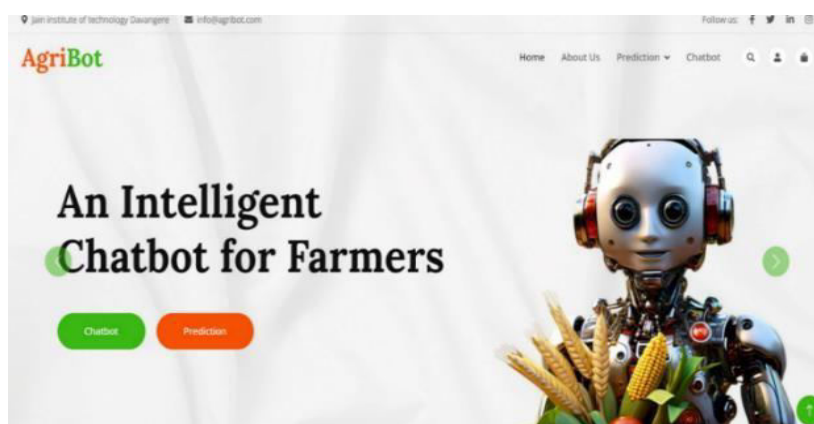 Jain institute of technology Davangere info@agribot.com Follow us:
AgriBot Home About Us Prediction Chatbot
An Intelligent
Chatbot for Farmers
Chatbot Prediction